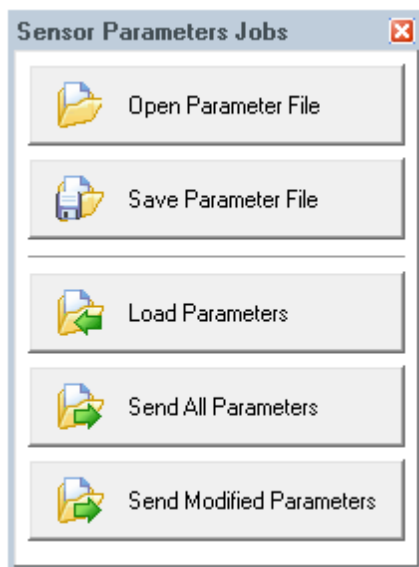 Sensor Parameters Jobs
Open Parameter File
Save Parameter File
Load Parameters
Send All Parameters
Send Modified Parameters